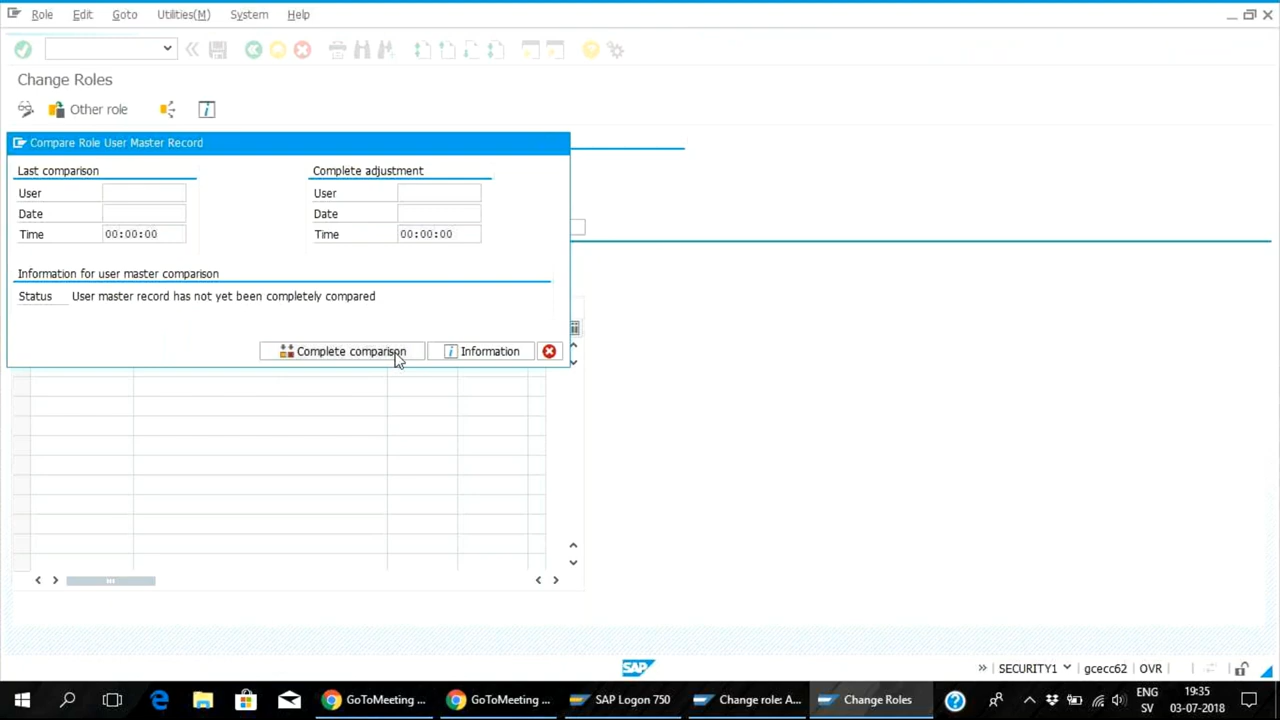 Role Edit Goto Utilities(M) System Help
Change Roles
Other role
Compare Role User Master Record
Last comparison Complete adjustment
User User
Date Date
Time 00:00:00 Time 00:00:00
Information for user master comparison
Status User master record has not yet been completely compared
Complete comparison Information
SAP SECURITY1 gcecc62 OVR
GoToMeeting ... GoToMeeting ... SAP Logon 750 Change role: A... Change Roles ENG 19:35
SV 03-07-2018